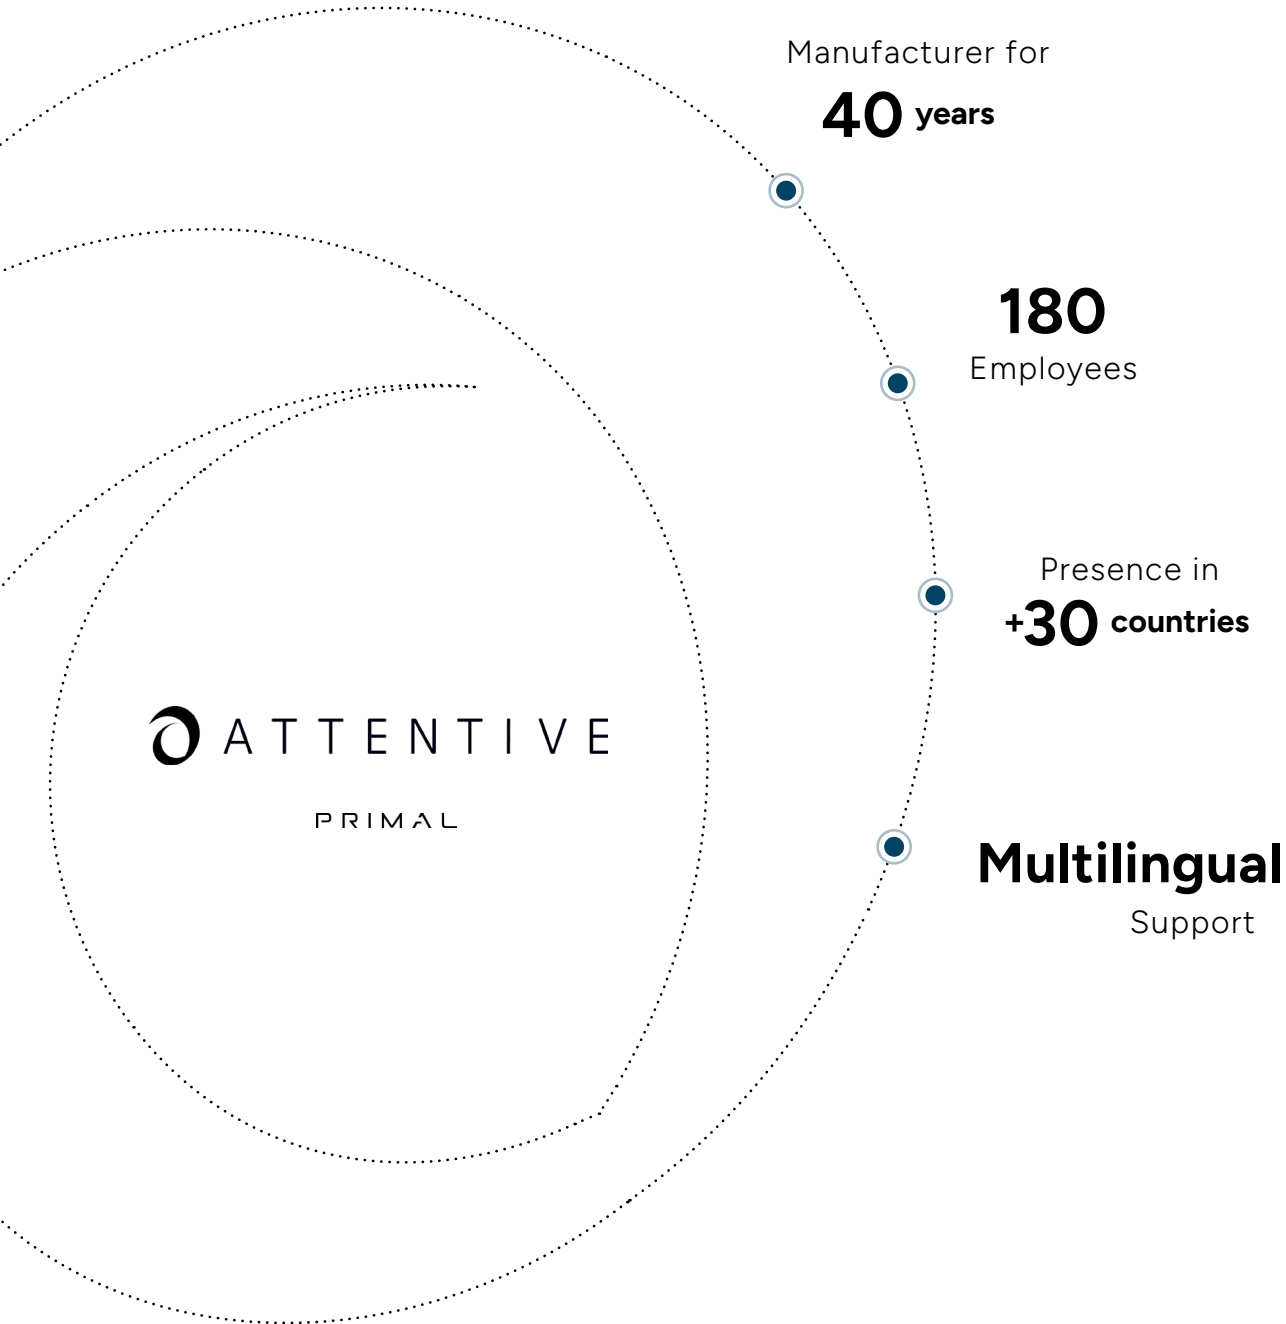 Manufacturer for
40 years
180
Employees
Presence in
+30 countries
ATTENTIVE
PRIMAL
Multilingual
Support